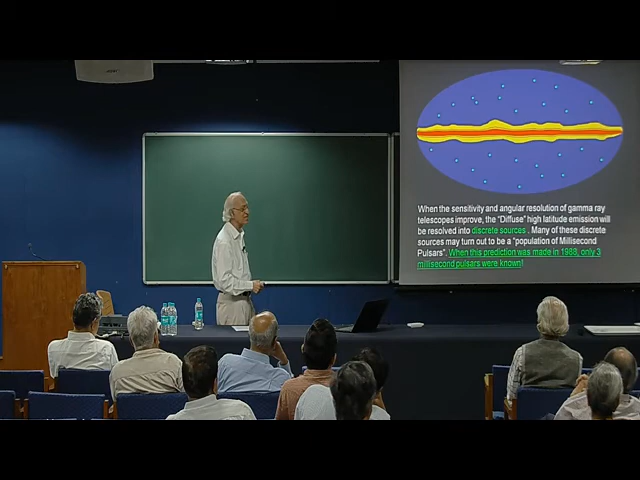 When the sensitivity and angular resolution of gamma ray
telescopes improve, the "Diffuse" high latitude emission will
be resolved into discrete sources . Many of these discrete
sources may turn out to be a "population of Millisecond
Pulsars". When this prediction was made in 1988, only 3
millisecond pulsars were known!